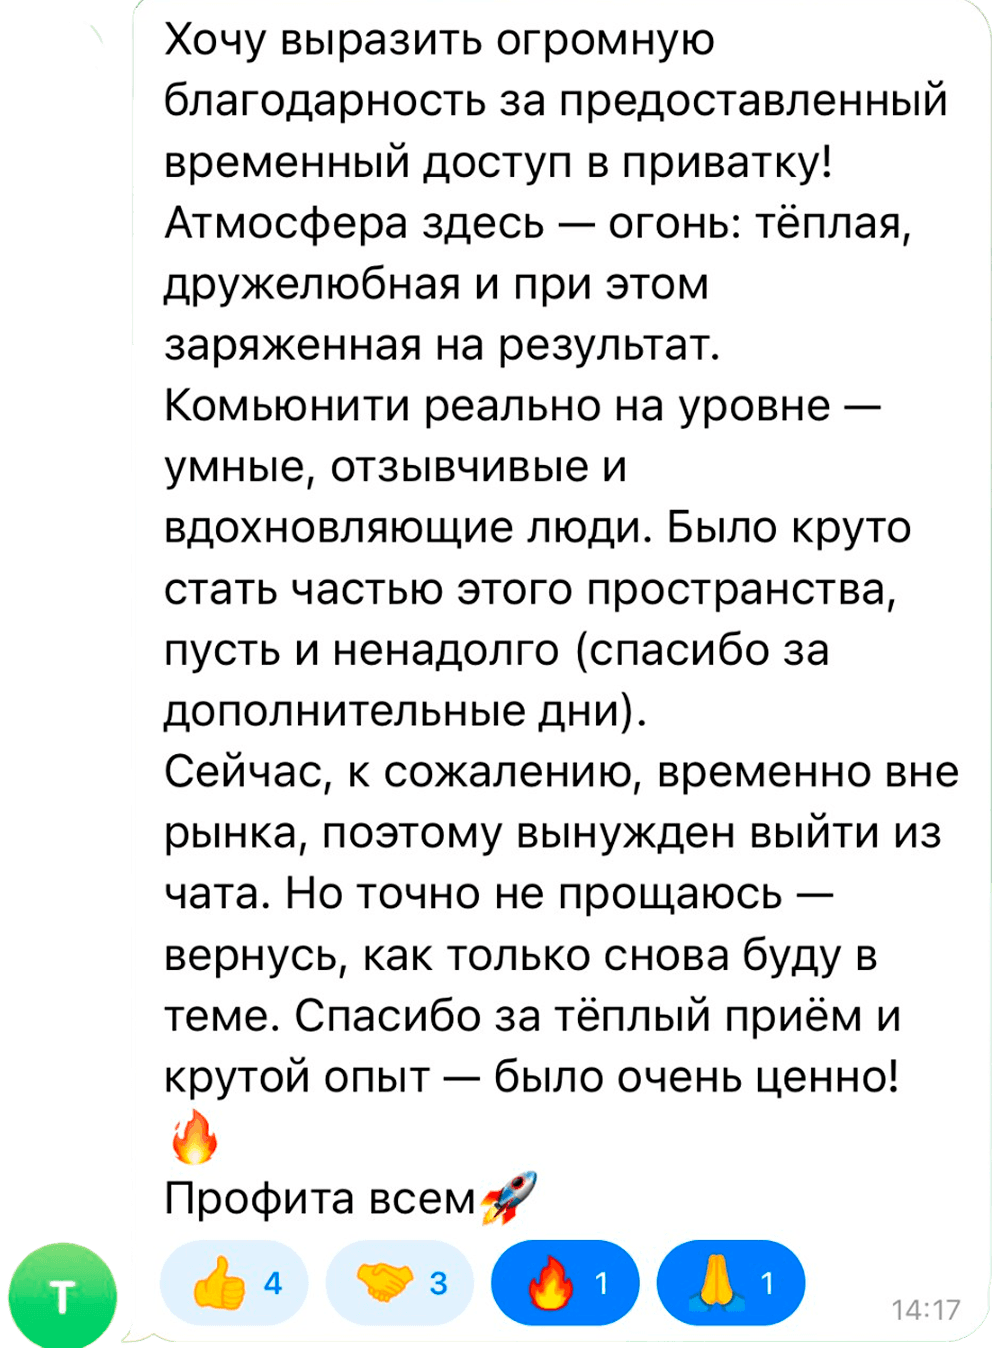 Хочу выразить огромную
благодарность за предоставленный
временный доступ в приватку!
Атмосфера здесь — огонь: тёплая,
дружелюбная и при этом
заряженная на результат.
Комьюнити реально на уровне —
умные, отзывчивые и
вдохновляющие люди. Было круто
стать частью этого пространства,
пусть и ненадолго (спасибо за
дополнительные дни).
Сейчас, к сожалению, временно вне
рынка, поэтому вынужден выйти из
чата. Но точно не прощаюсь —
вернусь, как только снова буду в
теме. Спасибо за тёплый приём и
крутой опыт — было очень ценно!
🔥
Профита всем🚀
👍 4 🤝 3 🔥 1 🙏 1
14:17
Т